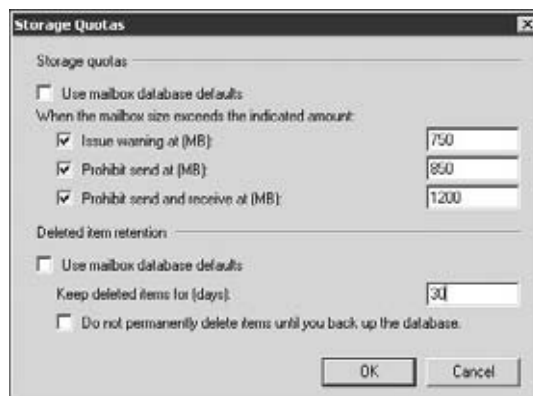 Storage Quotas
Storage quotas
Use mailbox database defaults
When the mailbox size exceeds the indicated amount:
Issue warning at (MB): 750
Prohibit send at (MB): 850
Prohibit send and receive at (MB): 1200
Deleted item retention
Use mailbox database defaults
Keep deleted items for (days): 30
Do not permanently delete items until you back up the database.
OK Cancel